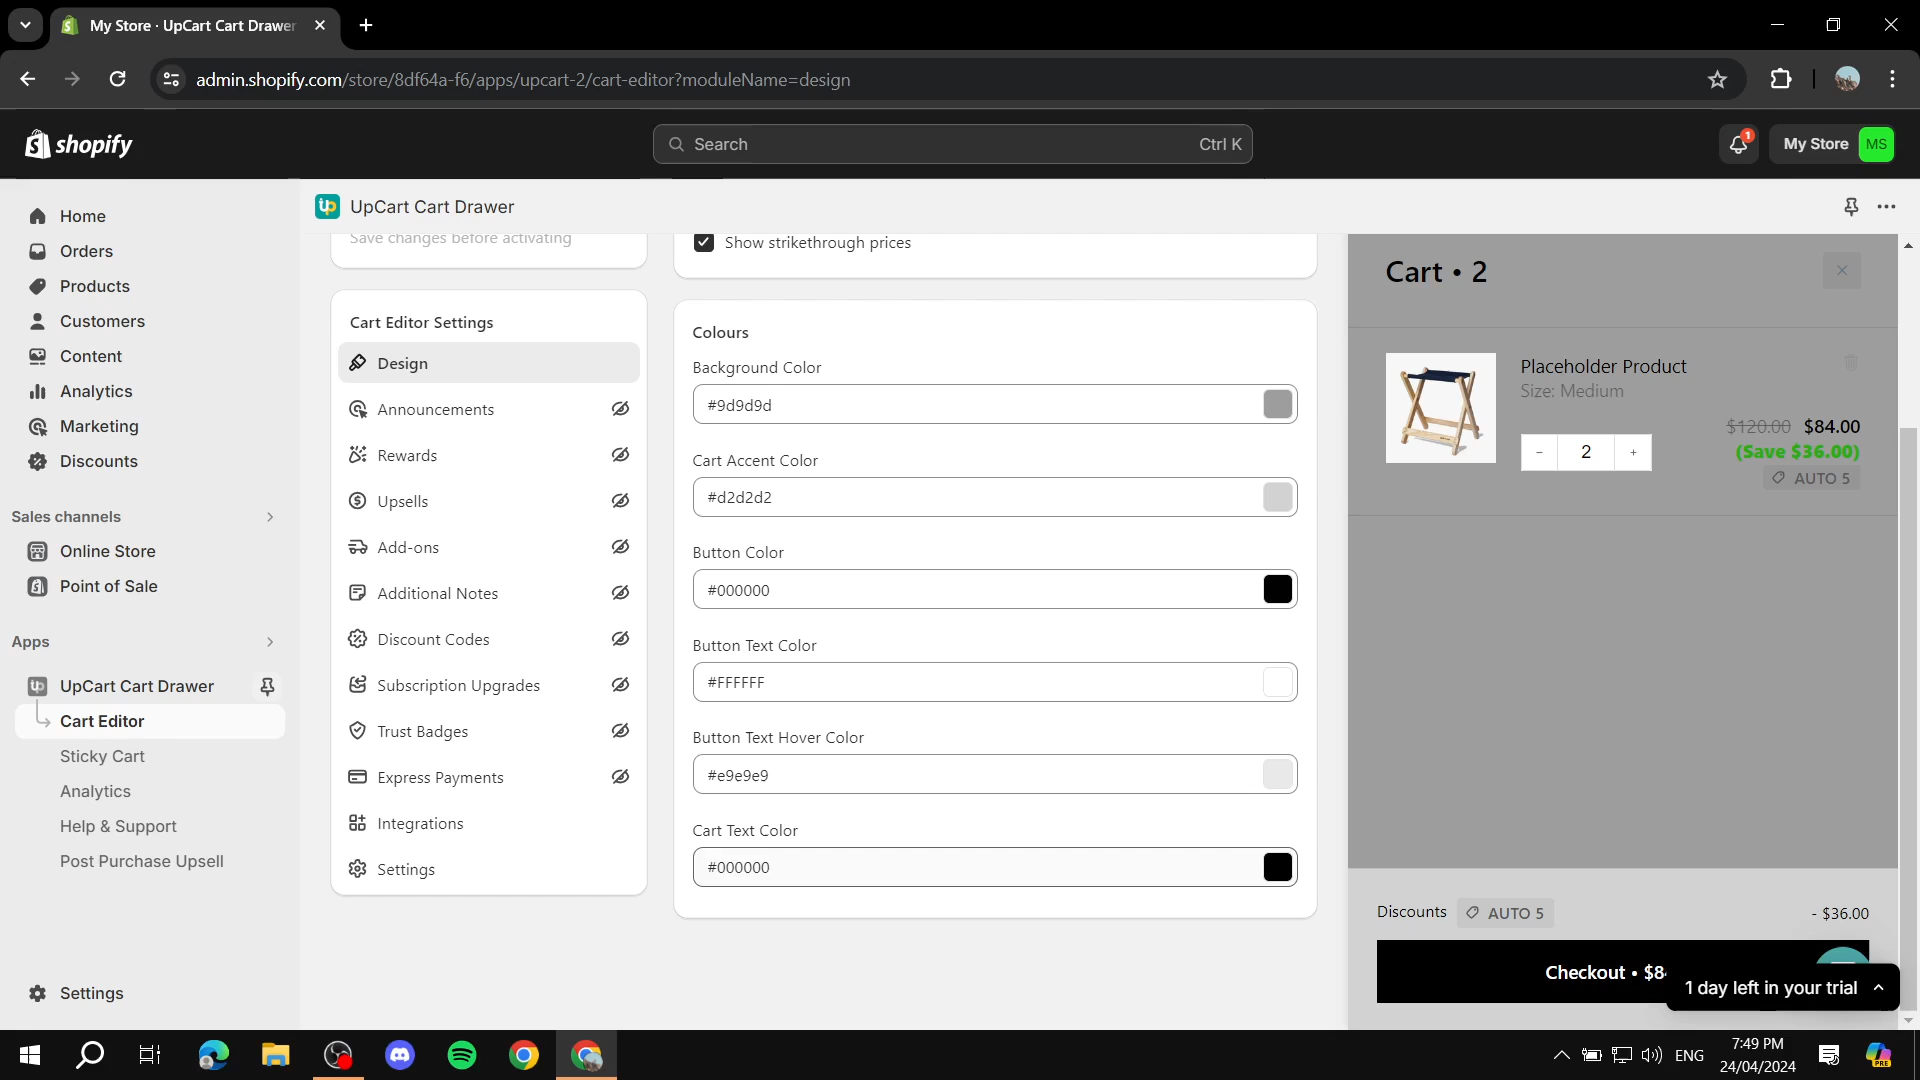 My Store · UpCart Cart Drawer
admin.shopify.com/store/8df64a-f6/apps/upcart-2/cart-editor?moduleName=design
shopify
Search
Ctrl K
1
My Store
MS
Home
Orders
Products
Customers
Content
Analytics
Marketing
Discounts
Sales channels
Online Store
Point of Sale
Apps
UpCart Cart Drawer
Cart Editor
Sticky Cart
Analytics
Help & Support
Post Purchase Upsell
Settings
up UpCart Cart Drawer
Save changes before activating
Cart Editor Settings
Design
Announcements
Rewards
Upsells
Add-ons
Additional Notes
Discount Codes
Subscription Upgrades
Trust Badges
Express Payments
Integrations
Settings
Show strikethrough prices
Colours
Background Color
#9d9d9d
Cart Accent Color
#d2d2d2
Button Color
#000000
Button Text Color
#FFFFFF
Button Text Hover Color
#e9e9e9
Cart Text Color
#000000
Cart • 2
Placeholder Product
Size: Medium
$120.00 $84.00
(Save $36.00)
AUTO 5
− 2 +
Discounts AUTO 5 - $36.00
Checkout • $8
1 day left in your trial
ENG
7:49 PM
24/04/2024
PRE